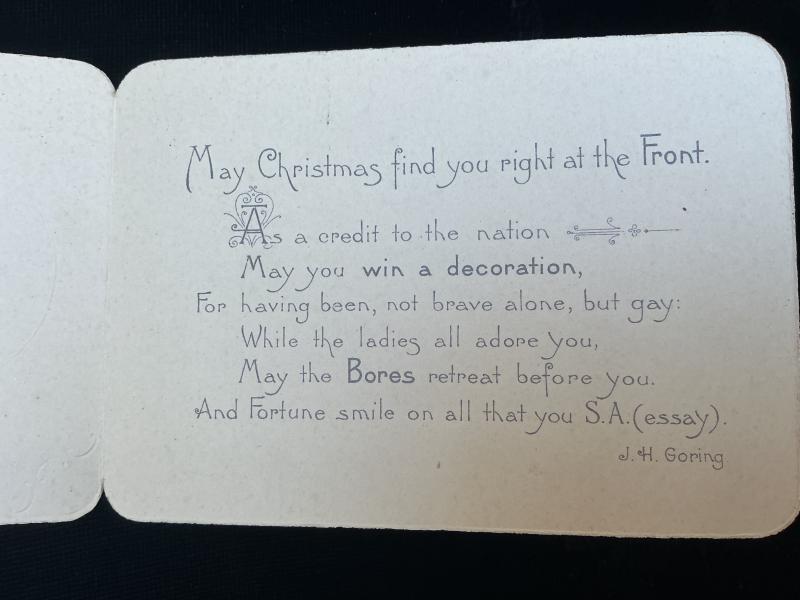 May Christmas find you right at the Front.
As a credit to the nation
May you win a decoration,
For having been, not brave alone, but gay:
While the ladies all adore you,
May the Bores retreat before you.
And Fortune smile on all that you S.A.(essay).
J.H. Goring